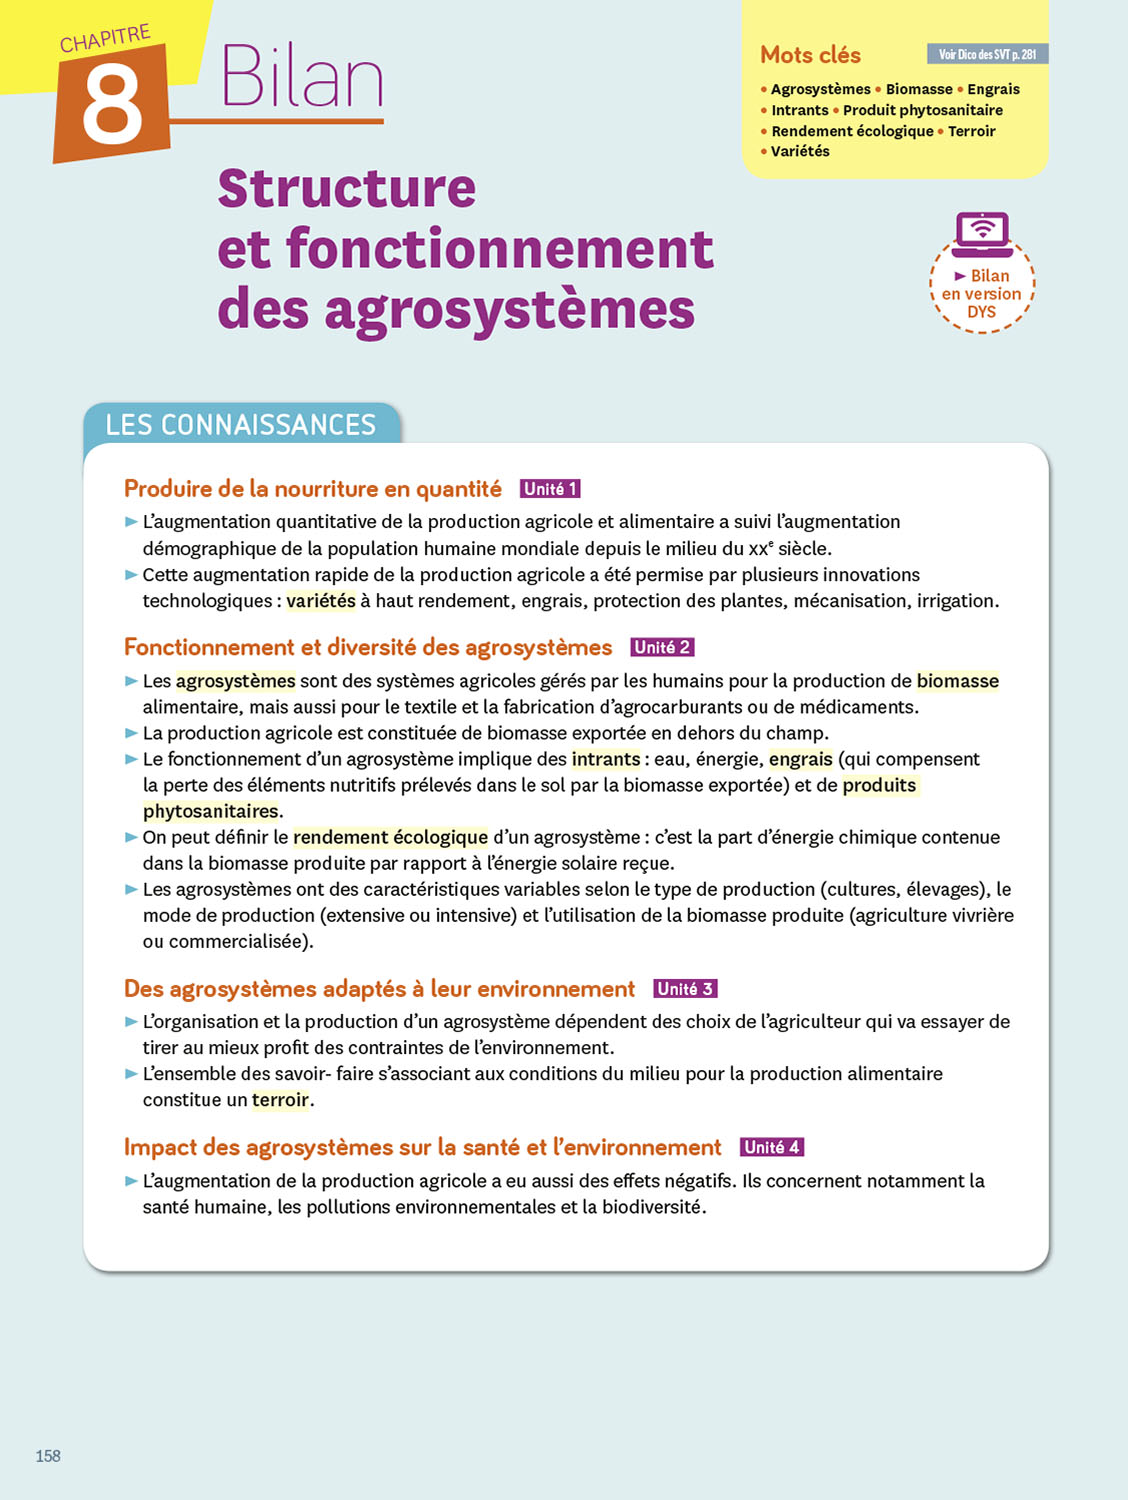 CHAPITRE
8
Bilan
Structure
et fonctionnement
des agrosystèmes
Mots clés
Voir Dico des SVT p. 281
• Agrosystèmes • Biomasse • Engrais
• Intrants • Produit phytosanitaire
• Rendement écologique • Terroir
• Variétés
► Bilan
en version
DYS
LES CONNAISSANCES
Produire de la nourriture en quantité Unité 1
► L’augmentation quantitative de la production agricole et alimentaire a suivi l’augmentation
démographique de la population humaine mondiale depuis le milieu du XXe siècle.
► Cette augmentation rapide de la production agricole a été permise par plusieurs innovations
technologiques : variétés à haut rendement, engrais, protection des plantes, mécanisation, irrigation.
Fonctionnement et diversité des agrosystèmes Unité 2
► Les agrosystèmes sont des systèmes agricoles gérés par les humains pour la production de biomasse
alimentaire, mais aussi pour le textile et la fabrication d’agrocarburants ou de médicaments.
► La production agricole est constituée de biomasse exportée en dehors du champ.
► Le fonctionnement d’un agrosystème implique des intrants : eau, énergie, engrais (qui compensent
la perte des éléments nutritifs prélevés dans le sol par la biomasse exportée) et de produits
phytosanitaires.
► On peut définir le rendement écologique d’un agrosystème : c’est la part d’énergie chimique contenue
dans la biomasse produite par rapport à l’énergie solaire reçue.
► Les agrosystèmes ont des caractéristiques variables selon le type de production (cultures, élevages), le
mode de production (extensive ou intensive) et l’utilisation de la biomasse produite (agriculture vivrière
ou commercialisée).
Des agrosystèmes adaptés à leur environnement Unité 3
► L’organisation et la production d’un agrosystème dépendent des choix de l’agriculteur qui va essayer de
tirer au mieux profit des contraintes de l’environnement.
► L’ensemble des savoir- faire s’associant aux conditions du milieu pour la production alimentaire
constitue un terroir.
Impact des agrosystèmes sur la santé et l’environnement Unité 4
► L’augmentation de la production agricole a eu aussi des effets négatifs. Ils concernent notamment la
santé humaine, les pollutions environnementales et la biodiversité.
158